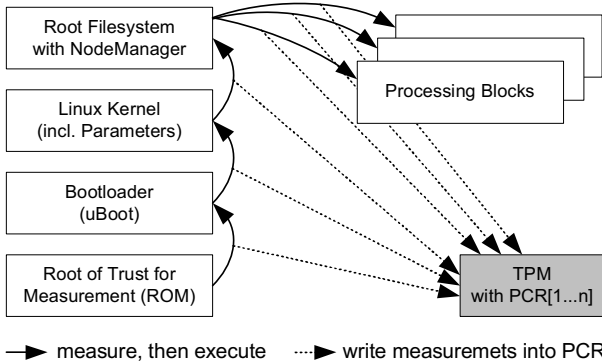 Root Filesystem
with NodeManager
Processing Blocks
Linux Kernel
(incl. Parameters)
Bootloader
(uBoot)
Root of Trust for
Measurement (ROM)
TPM
with PCR[1...n]
measure, then execute
write measuremets into PCR